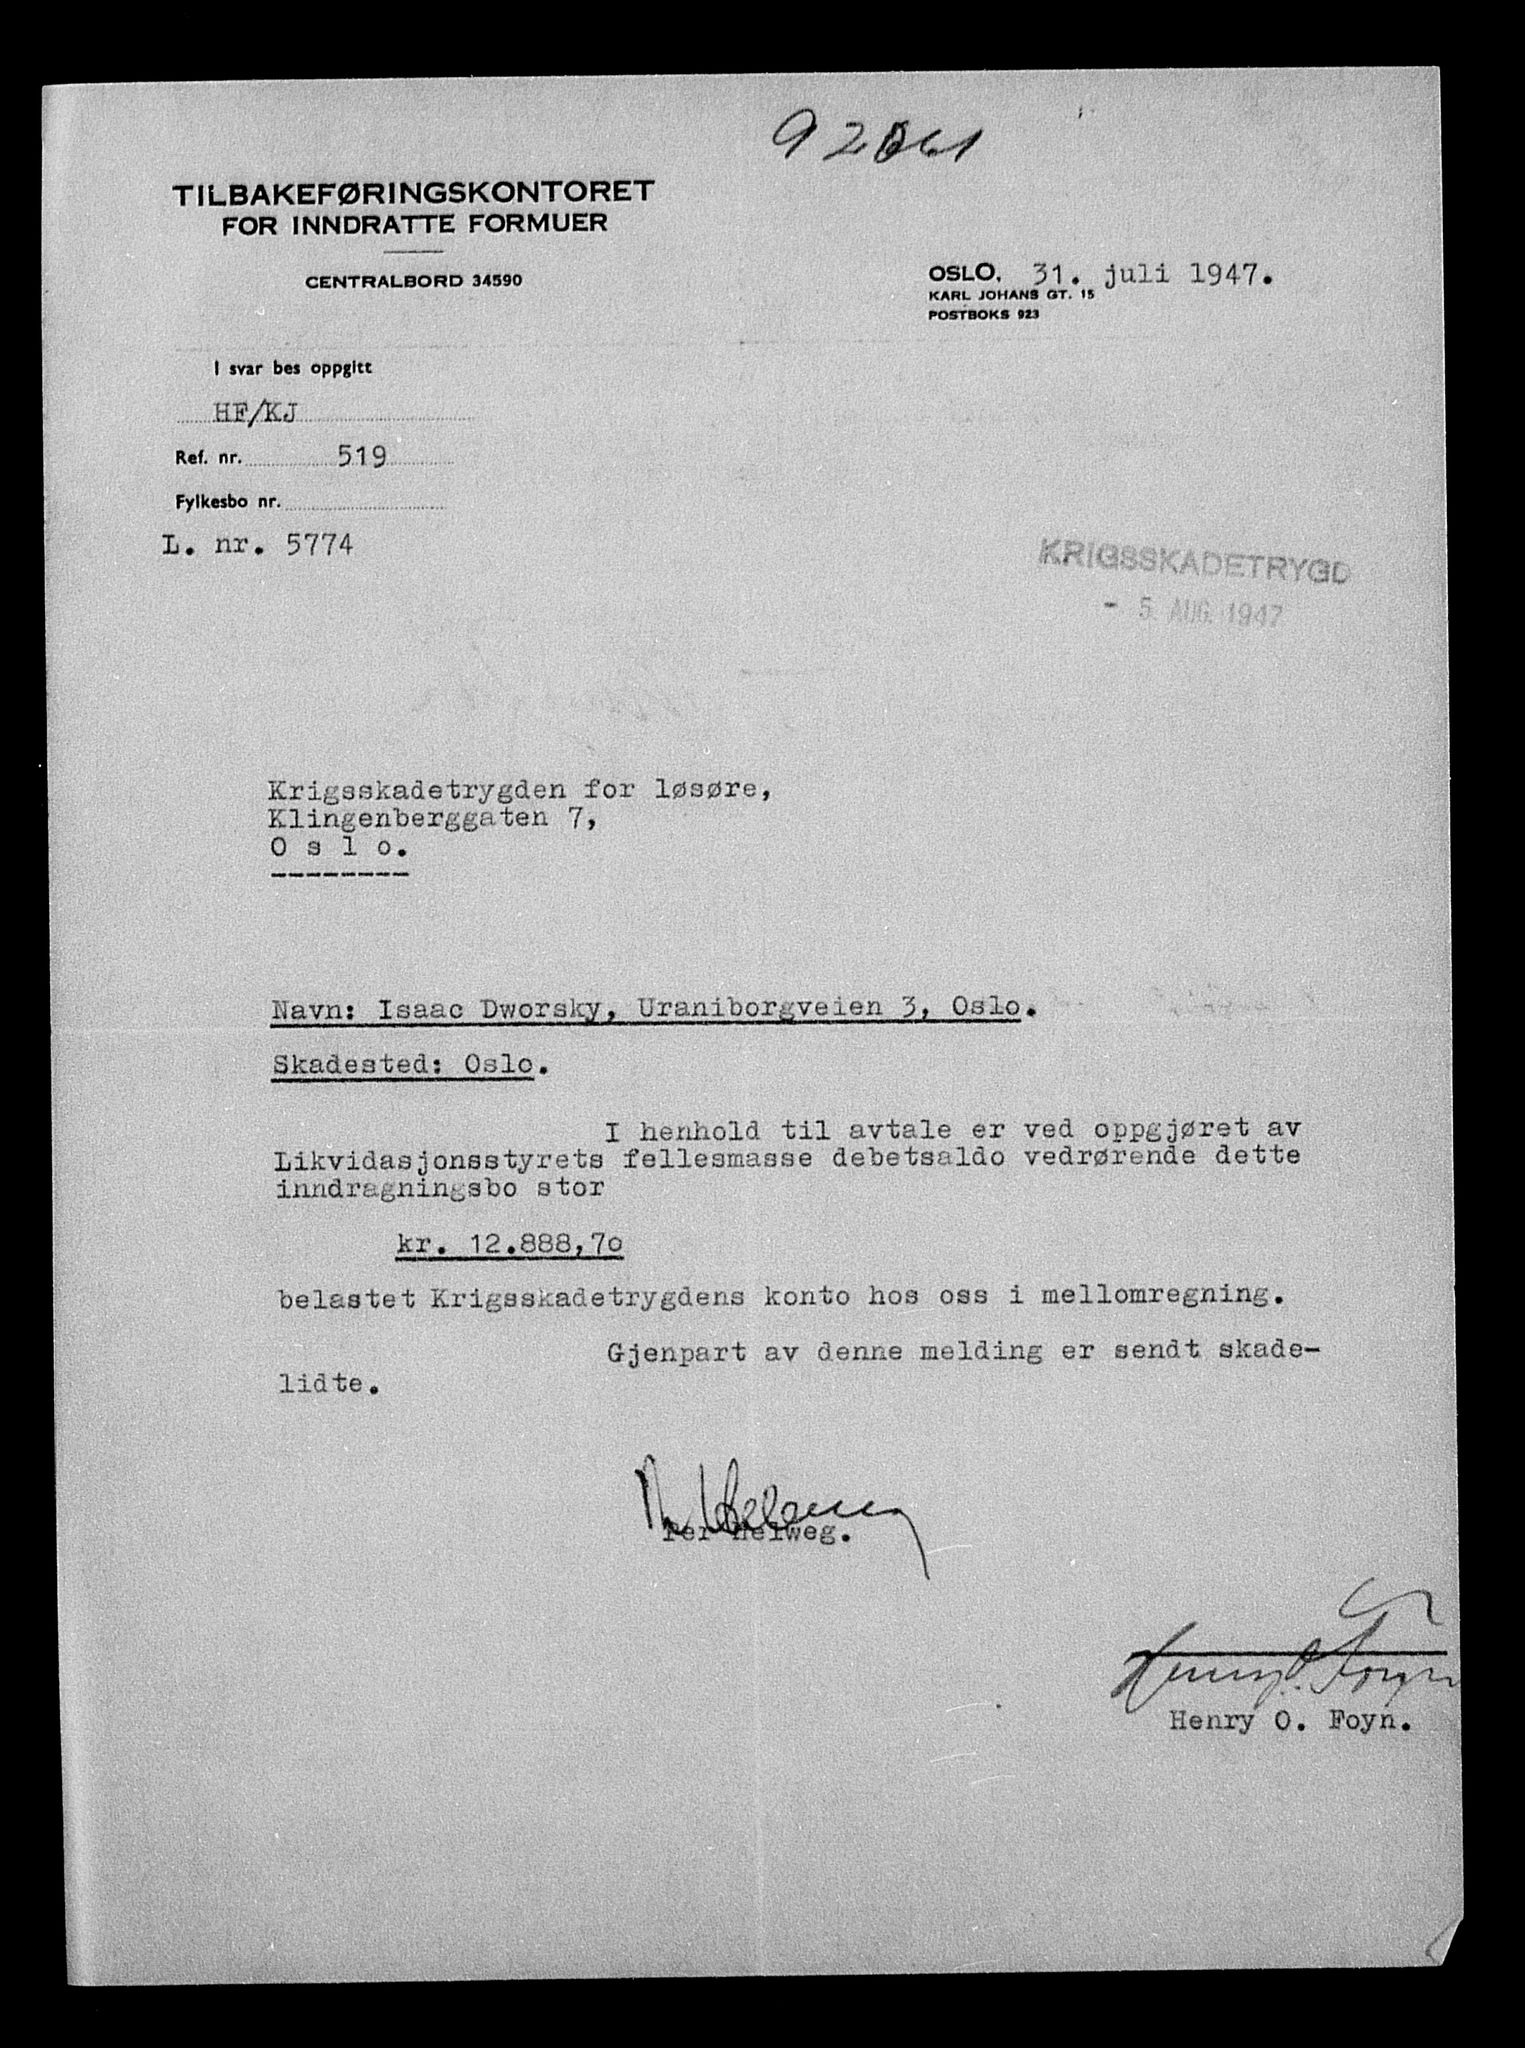 TILBAKEFØRINGSKONTORET
FOR INNDRATTE FORMUER
CENTRALBORD 34590
OSLO, 31. juli 1947.
KARL JOHANS GT. 15
POSTBOKS 923
I svar bes oppgitt
HF/KJ
Ref. nr. 519
Fylkesbo nr.
L. nr. 5774
KRIGSSKADETRYGD
- 5. AUG. 1947
Krigsskadetrygden for løsøre,
Klingenberggaten 7,
O s l o.
Navn: Isaac Dworsky, Uraniborgveien 3, Oslo.
Skadested: Oslo.
I henhold til avtale er ved oppgjøret av
Likvidasjonsstyrets fellesmasse debetsaldo vedrørende dette
inndragningsbo stor
kr. 12.888,7o
belastet Krigsskadetrygdens konto hos oss i mellomregning.
Gjenpart av denne melding er sendt skade-
lidte.
Per Helweg.
Henry O. Foyn
Henry O. Foyn.